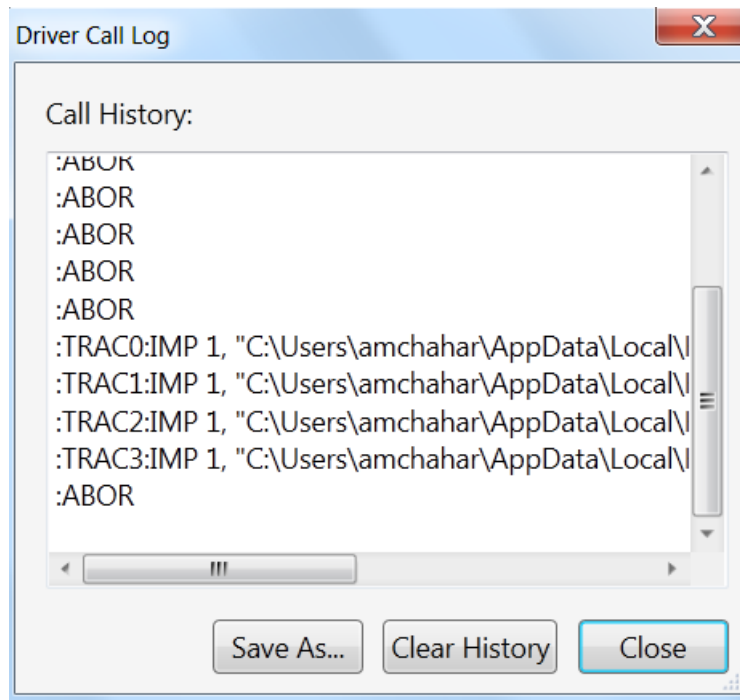 Driver Call Log
Call History:
:ABOR
:ABOR
:ABOR
:ABOR
:ABOR
:TRAC0:IMP 1, "C:\Users\amchahar\AppData\Local\
:TRAC1:IMP 1, "C:\Users\amchahar\AppData\Local\
:TRAC2:IMP 1, "C:\Users\amchahar\AppData\Local\
:TRAC3:IMP 1, "C:\Users\amchahar\AppData\Local\
:ABOR
Save As... Clear History Close